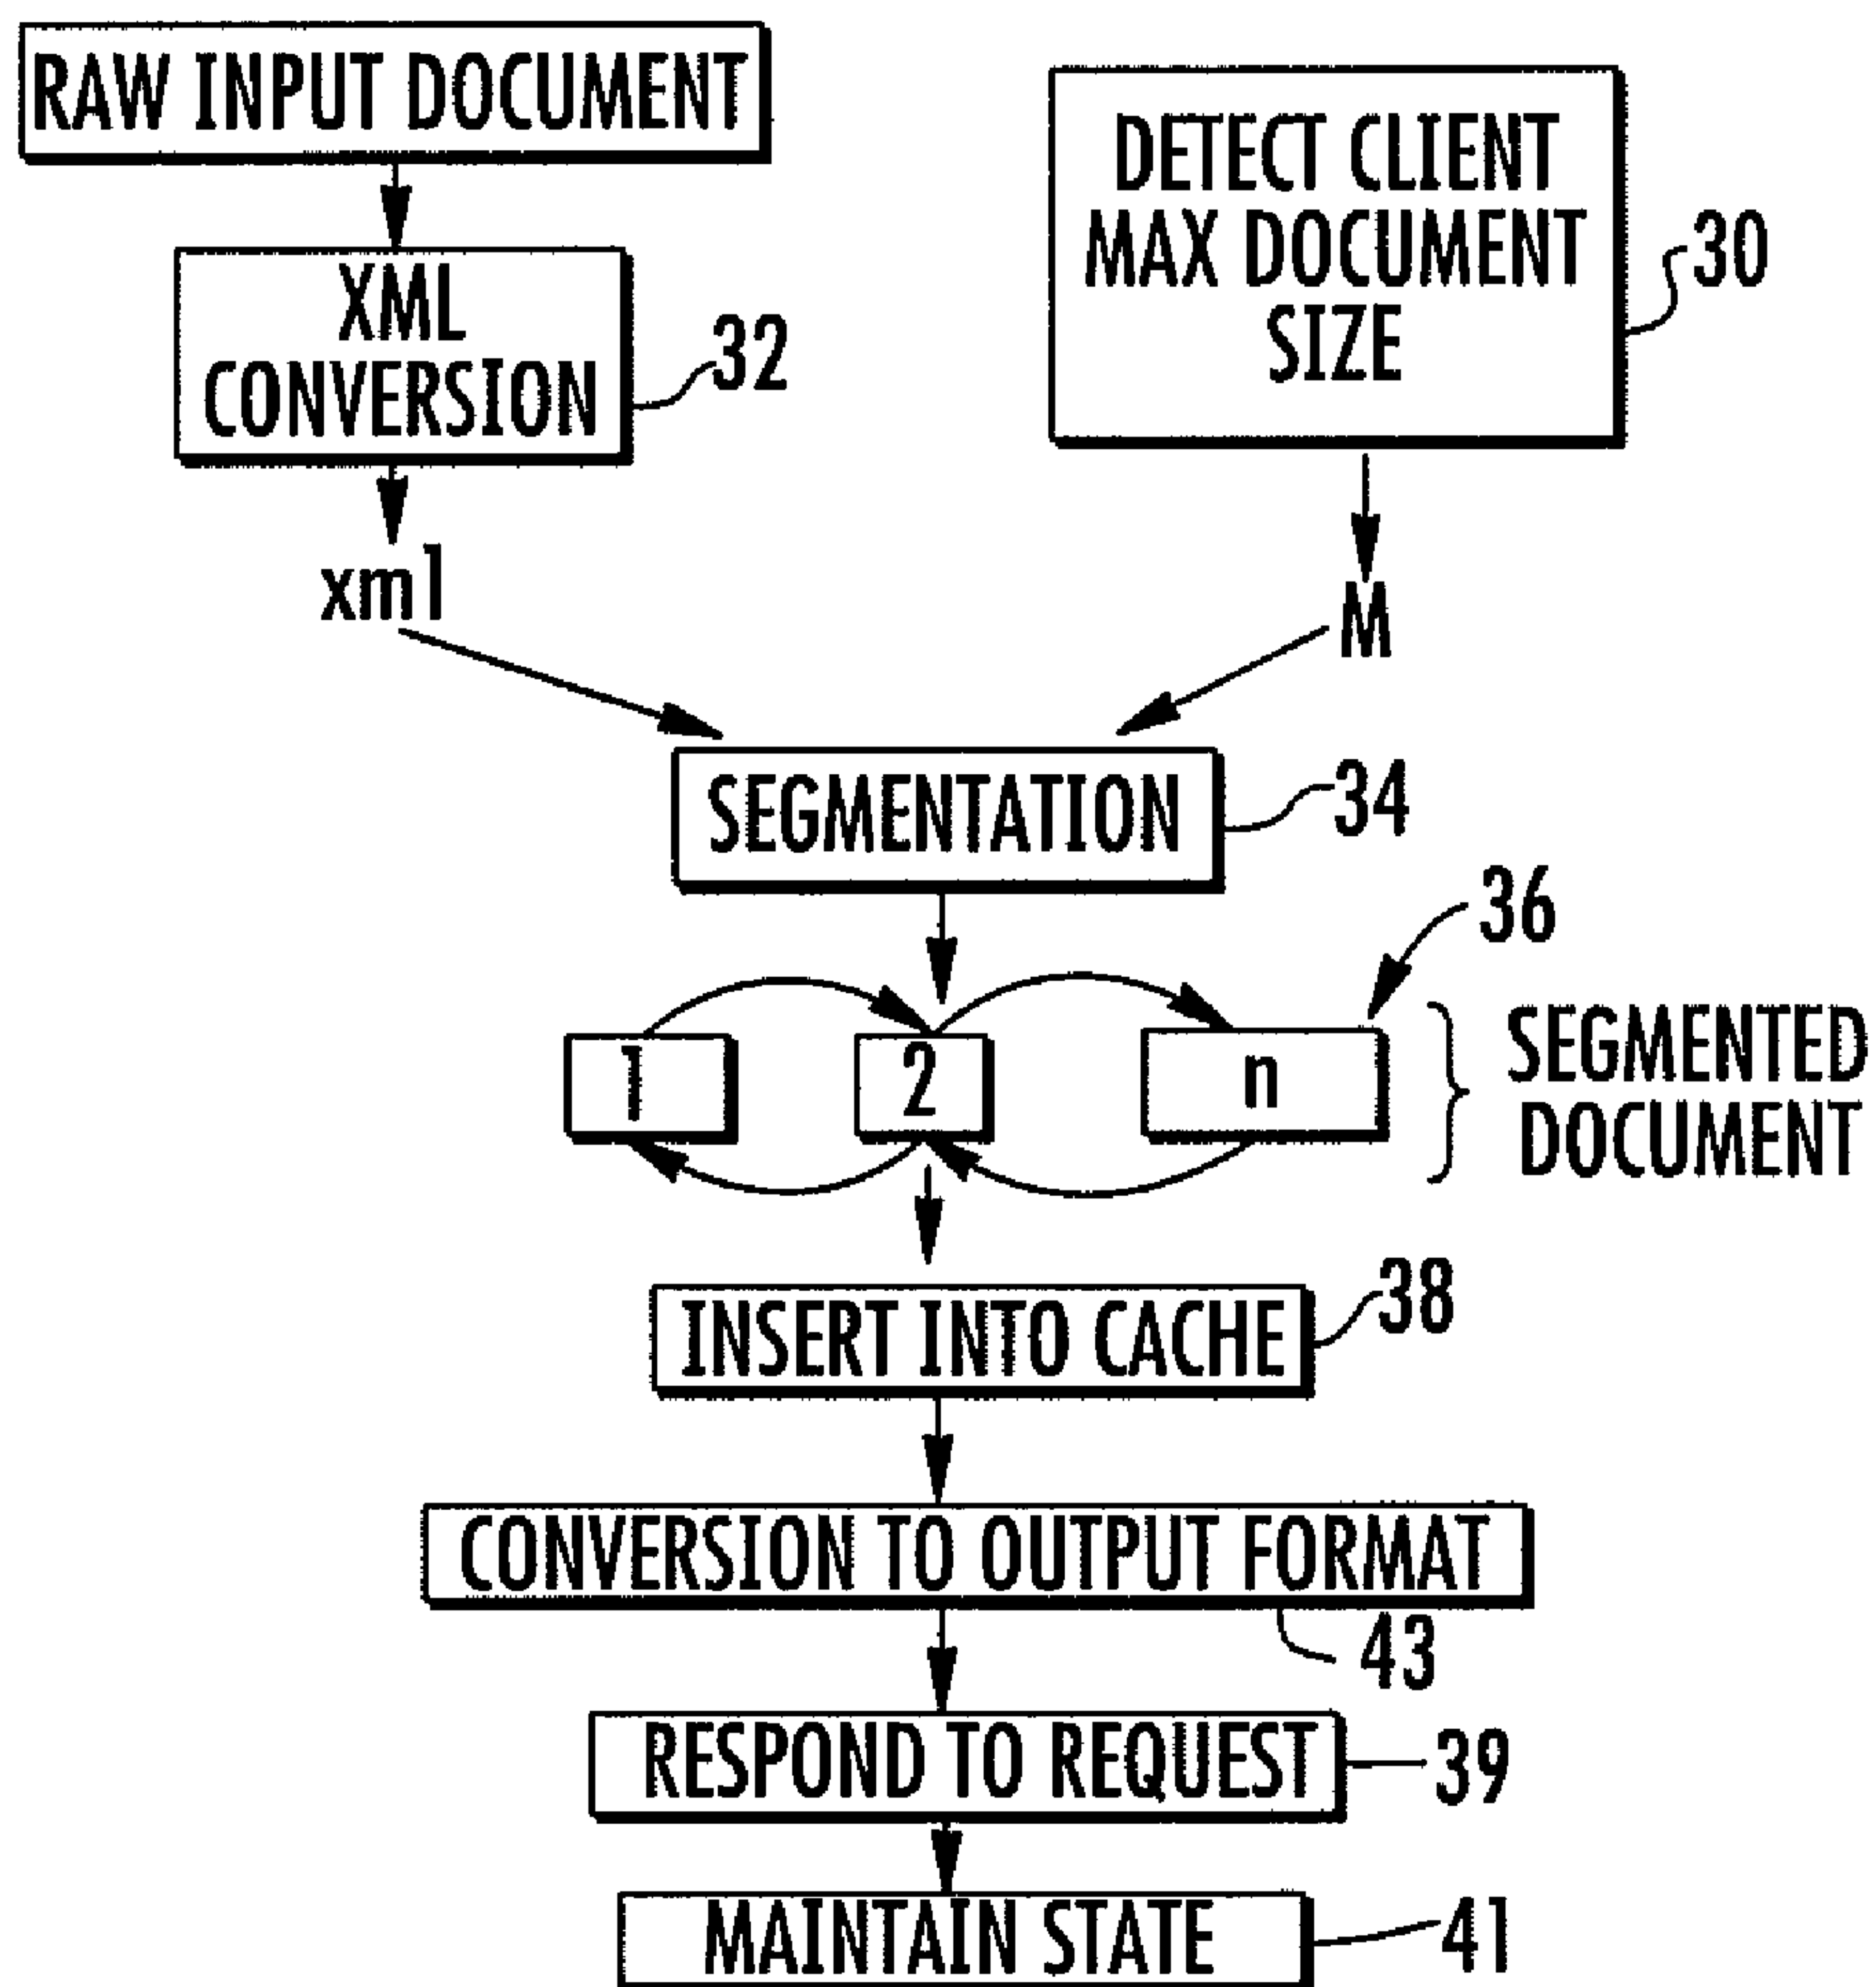 RAW INPUT DOCUMENT
DETECT CLIENT
MAX DOCUMENT
SIZE
30
XML
CONVERSION
32
xml
M
SEGMENTATION
34
36
1
2
n
SEGMENTED
DOCUMENT
INSERT INTO CACHE
38
CONVERSION TO OUTPUT FORMAT
43
RESPOND TO REQUEST
39
MAINTAIN STATE
41